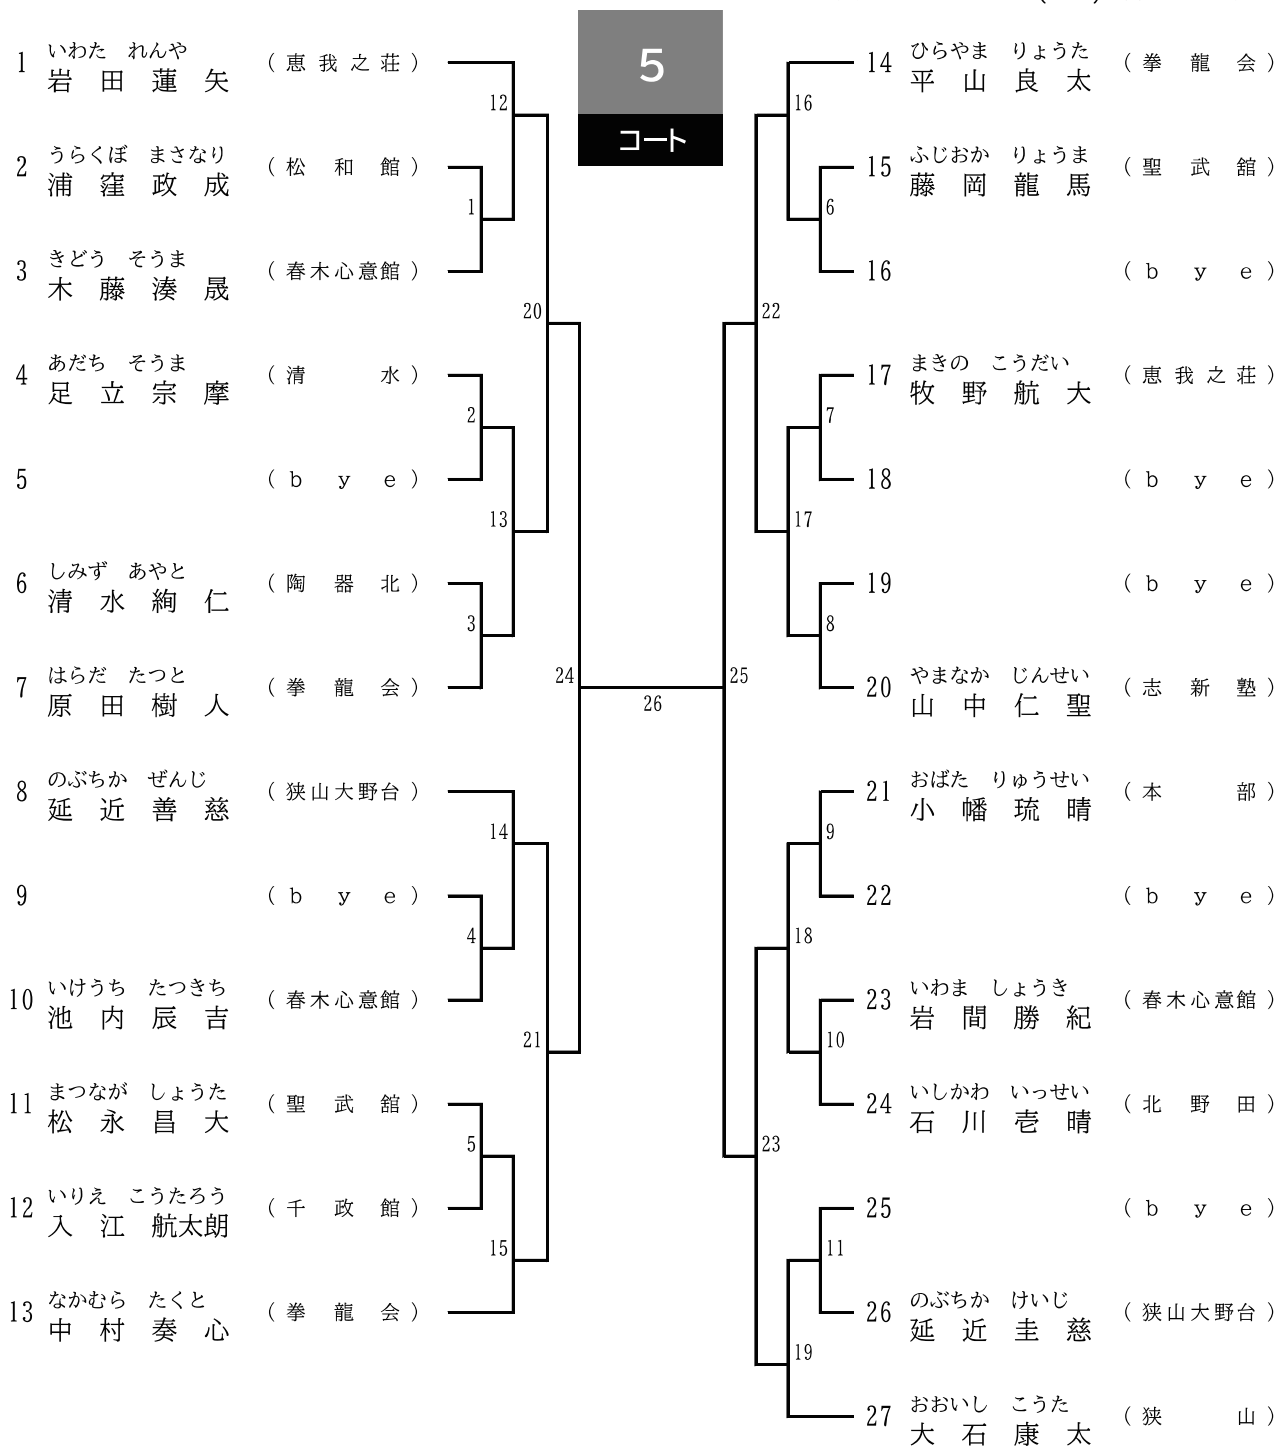 5
コート
1 いわた れんや
岩田蓮矢 (恵我之荘)
2 うらくぼ まさなり
浦窪政成 (松和館)
3 きどう そうま
木藤湊晟 (春木心意館)
4 あだち そうま
足立宗摩 (清水)
5 (bye)
6 しみず あやと
清水絢仁 (陶器北)
7 はらだ たつと
原田樹人 (拳龍会)
8 のぶちか ぜんじ
延近善慈 (狭山大野台)
9 (bye)
10 いけうち たつきち
池内辰吉 (春木心意館)
11 まつなが しょうた
松永昌大 (聖武舘)
12 いりえ こうたろう
入江航太朗 (千政館)
13 なかむら たくと
中村奏心 (拳龍会)
12
1
20
2
13
3
24
14
4
21
5
15
26
14 ひらやま りょうた
平山良太 (拳龍会)
15 ふじおか りょうま
藤岡龍馬 (聖武舘)
16 (bye)
17 まきの こうだい
牧野航大 (恵我之荘)
18 (bye)
19 (bye)
20 やまなか じんせい
山中仁聖 (志新塾)
21 おばた りゅうせい
小幡琉晴 (本部)
22 (bye)
23 いわま しょうき
岩間勝紀 (春木心意館)
24 いしかわ いっせい
石川壱晴 (北野田)
25 (bye)
26 のぶちか けいじ
延近圭慈 (狭山大野台)
27 おおいし こうた
大石康太 (狭山)
16
6
22
7
17
8
25
9
18
10
23
11
19